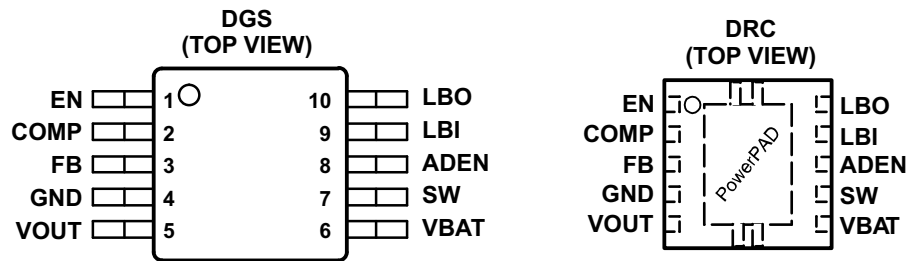 DGS
(TOP VIEW)
EN 1 10 LBO
COMP 2 9 LBI
FB 3 8 ADEN
GND 4 7 SW
VOUT 5 6 VBAT
DRC
(TOP VIEW)
EN LBO
COMP LBI
FB ADEN
GND SW
VOUT VBAT
PowerPAD